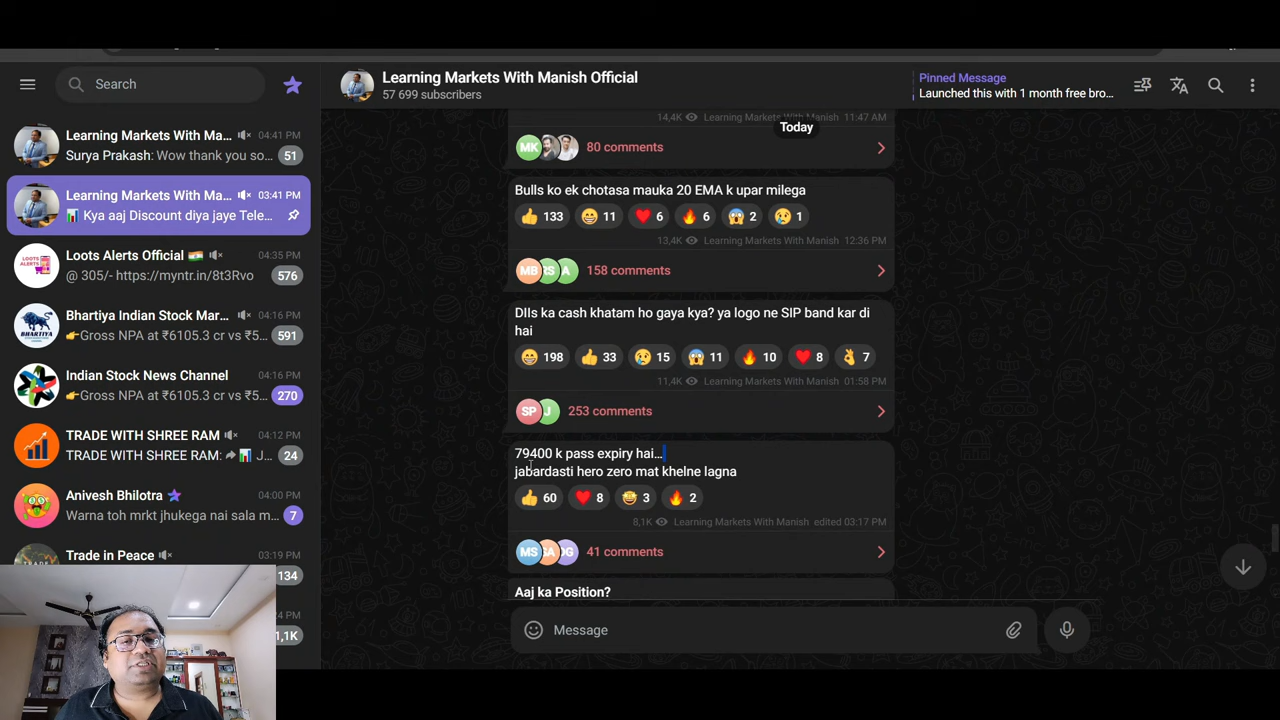 Search
Learning Markets With Ma... 04:41 PM
Surya Prakash: Wow thank you so... 51
Learning Markets With Ma... 03:41 PM
📊 Kya aaj Discount diya jaye Tele...
Loots Alerts Official 🇮🇳 04:35 PM
@ 305/- https://myntr.in/8t3Rvo 576
Bhartiya Indian Stock Mar... 04:16 PM
👉Gross NPA at ₹6105.3 cr vs ₹5... 591
Indian Stock News Channel 04:16 PM
👉Gross NPA at ₹6105.3 cr vs ₹5... 270
TRADE WITH SHREE RAM 04:12 PM
TRADE WITH SHREE RAM: 📊 J... 24
Anivesh Bhilotra 04:00 PM
Warna toh mrkt jhukega nai sala m... 7
Trade in Peace 03:19 PM
134
24 PM
1,1K
Learning Markets With Manish Official
57 699 subscribers
Pinned Message
Launched this with 1 month free bro...
14,4K Learning Markets With Manish 11:47 AM
Today
MK 80 comments
Bulls ko ek chotasa mauka 20 EMA k upar milega
👍 133 😁 11 ❤️ 6 🔥 6 😱 2 😢 1
13,4K Learning Markets With Manish 12:36 PM
MB RS A 158 comments
DIIs ka cash khatam ho gaya kya? ya logo ne SIP band kar di
hai
😁 198 👍 33 😢 15 😱 11 🔥 10 ❤️ 8 👌 7
11,4K Learning Markets With Manish 01:58 PM
SP J 253 comments
79400 k pass expiry hai...
jabardasti hero zero mat khelne lagna
👍 60 ❤️ 8 🤩 3 🔥 2
8,1K Learning Markets With Manish edited 03:17 PM
MS SA DG 41 comments
Aaj ka Position?
Message